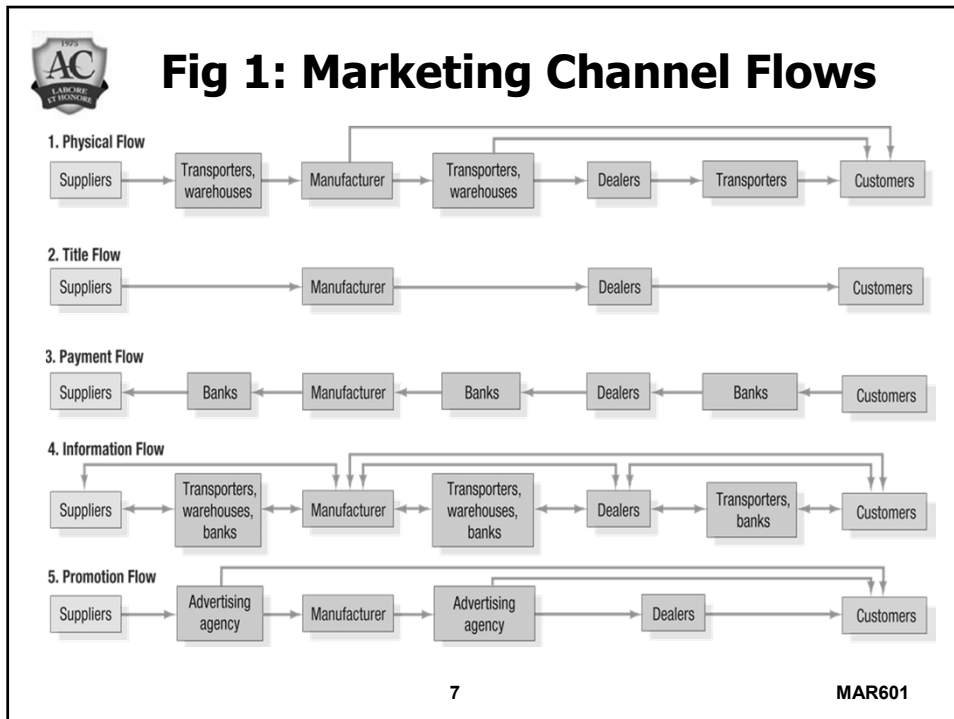 1975
AC
LABORE
ET HONORE
Fig 1: Marketing Channel Flows
1. Physical Flow
Suppliers
Transporters,
warehouses
Manufacturer
Transporters,
warehouses
Dealers
Transporters
Customers
2. Title Flow
Suppliers
Manufacturer
Dealers
Customers
3. Payment Flow
Suppliers
Banks
Manufacturer
Banks
Dealers
Banks
Customers
4. Information Flow
Suppliers
Transporters,
warehouses,
banks
Manufacturer
Transporters,
warehouses,
banks
Dealers
Transporters,
banks
Customers
5. Promotion Flow
Suppliers
Advertising
agency
Manufacturer
Advertising
agency
Dealers
Customers
7
MAR601